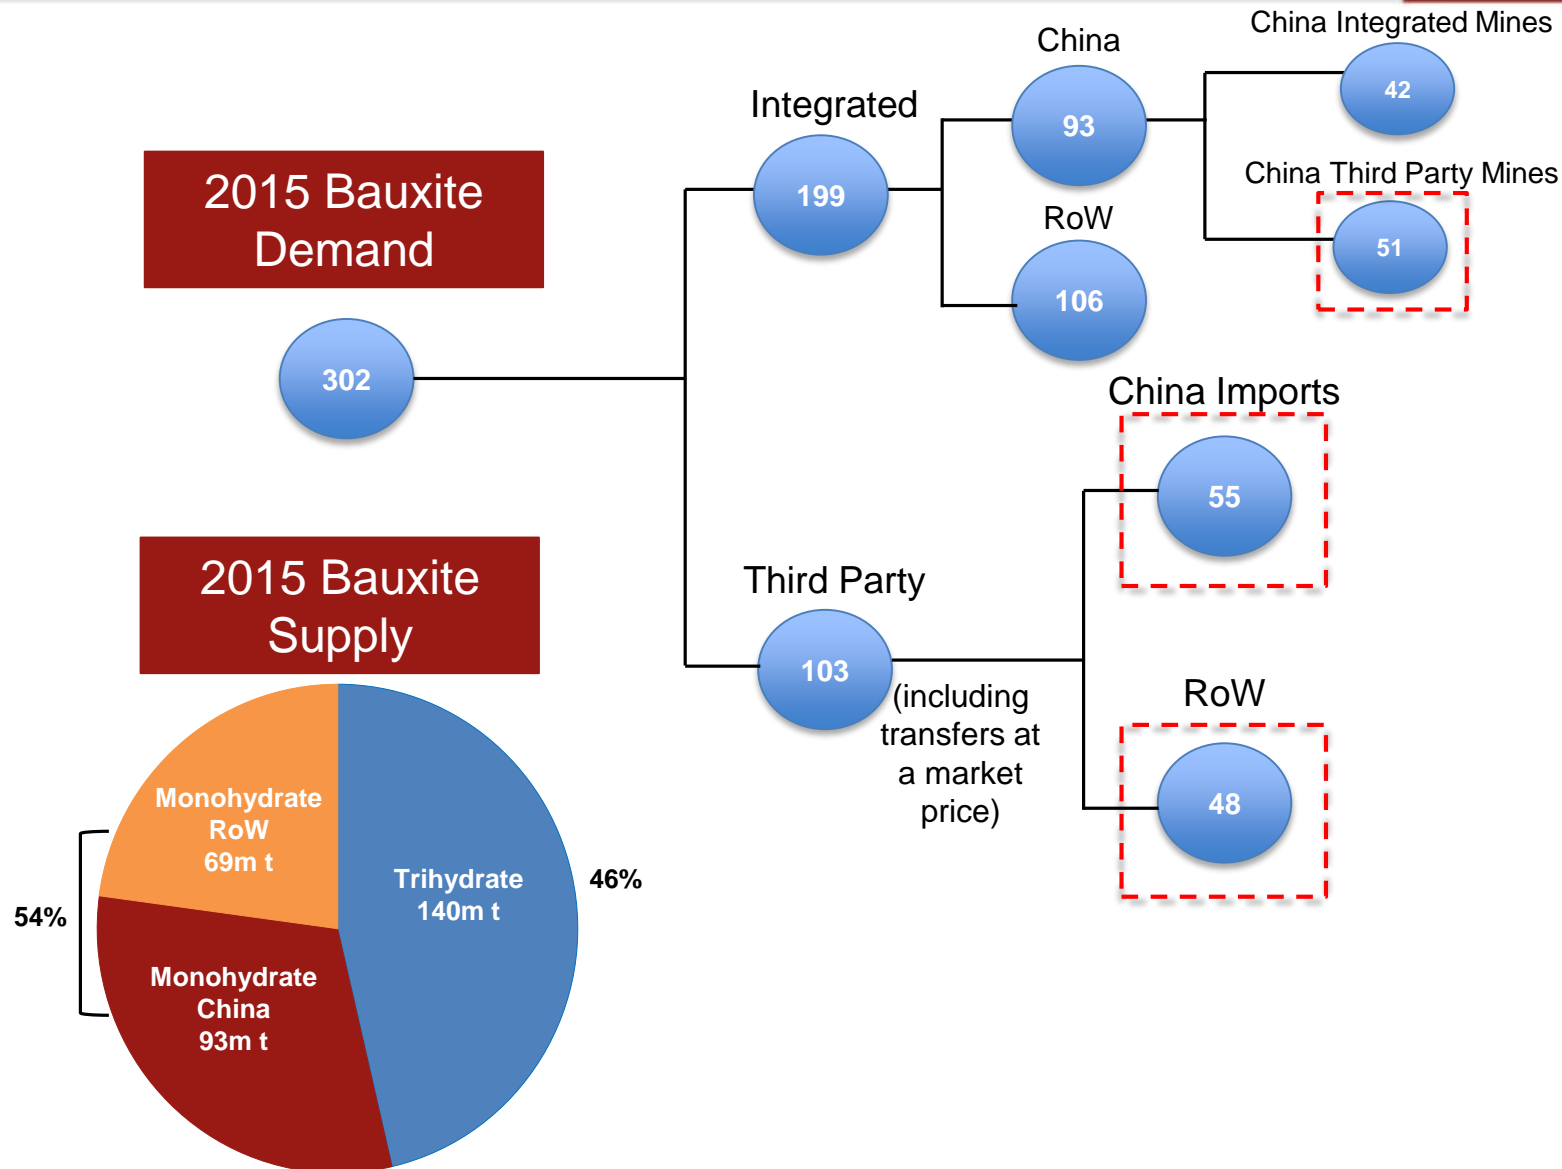 China Integrated Mines
42
China
93
Integrated
199
China Third Party Mines
51
RoW
106
2015 Bauxite
Demand
302
China Imports
55
Third Party
103
(including
transfers at
a market
price)
RoW
48
2015 Bauxite
Supply
Monohydrate
RoW
69m t
Trihydrate
140m t
46%
54%
Monohydrate
China
93m t